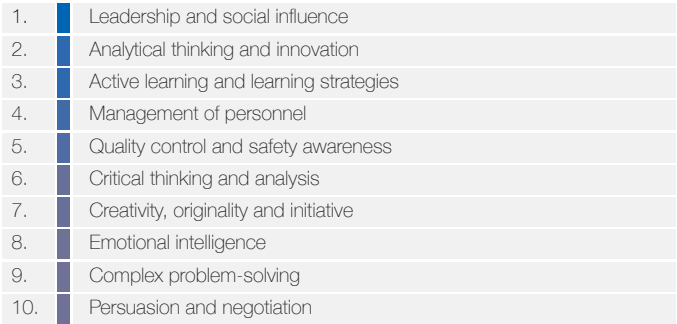 1. Leadership and social influence
2. Analytical thinking and innovation
3. Active learning and learning strategies
4. Management of personnel
5. Quality control and safety awareness
6. Critical thinking and analysis
7. Creativity, originality and initiative
8. Emotional intelligence
9. Complex problem-solving
10. Persuasion and negotiation